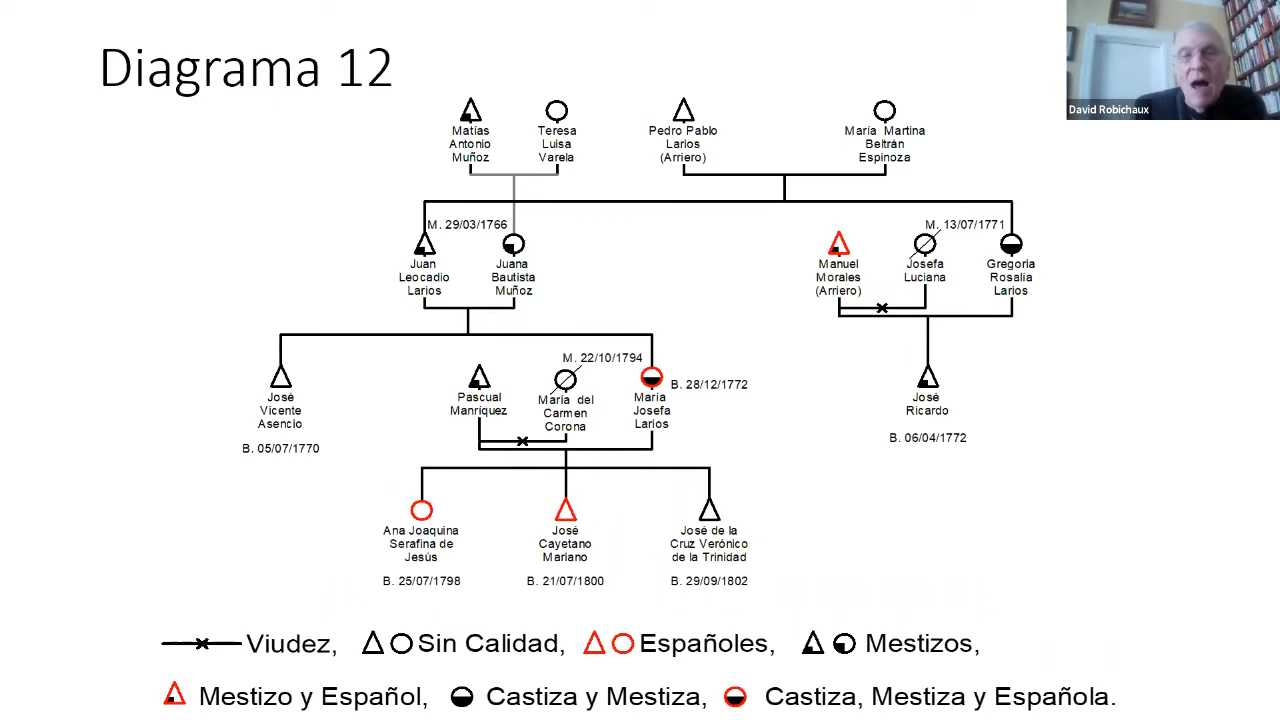 Diagrama 12
David Robichaux
Matías
Antonio
Muñoz
Teresa
Luisa
Varela
Pedro Pablo
Larios
(Arriero)
María Martina
Beltrán
Espinoza
M. 29/03/1766
M. 13/07/1771
Juan
Leocadio
Larios
Juana
Bautista
Muñoz
Manuel
Morales
(Arriero)
Josefa
Luciana
Gregoria
Rosalia
Larios
M. 22/10/1794
José
Vicente
Asencio
B. 05/07/1770
Pascual
Manríquez
María del
Carmen
Corona
María
Josefa
Larios
B. 28/12/1772
José
Ricardo
B. 06/04/1772
Ana Joaquina
Serafina de
Jesús
B. 25/07/1798
José
Cayetano
Mariano
B. 21/07/1800
José de la
Cruz Verónico
de la Trinidad
B. 29/09/1802
Viudez, Sin Calidad, Españoles, Mestizos,
Mestizo y Español, Castiza y Mestiza, Castiza, Mestiza y Española.